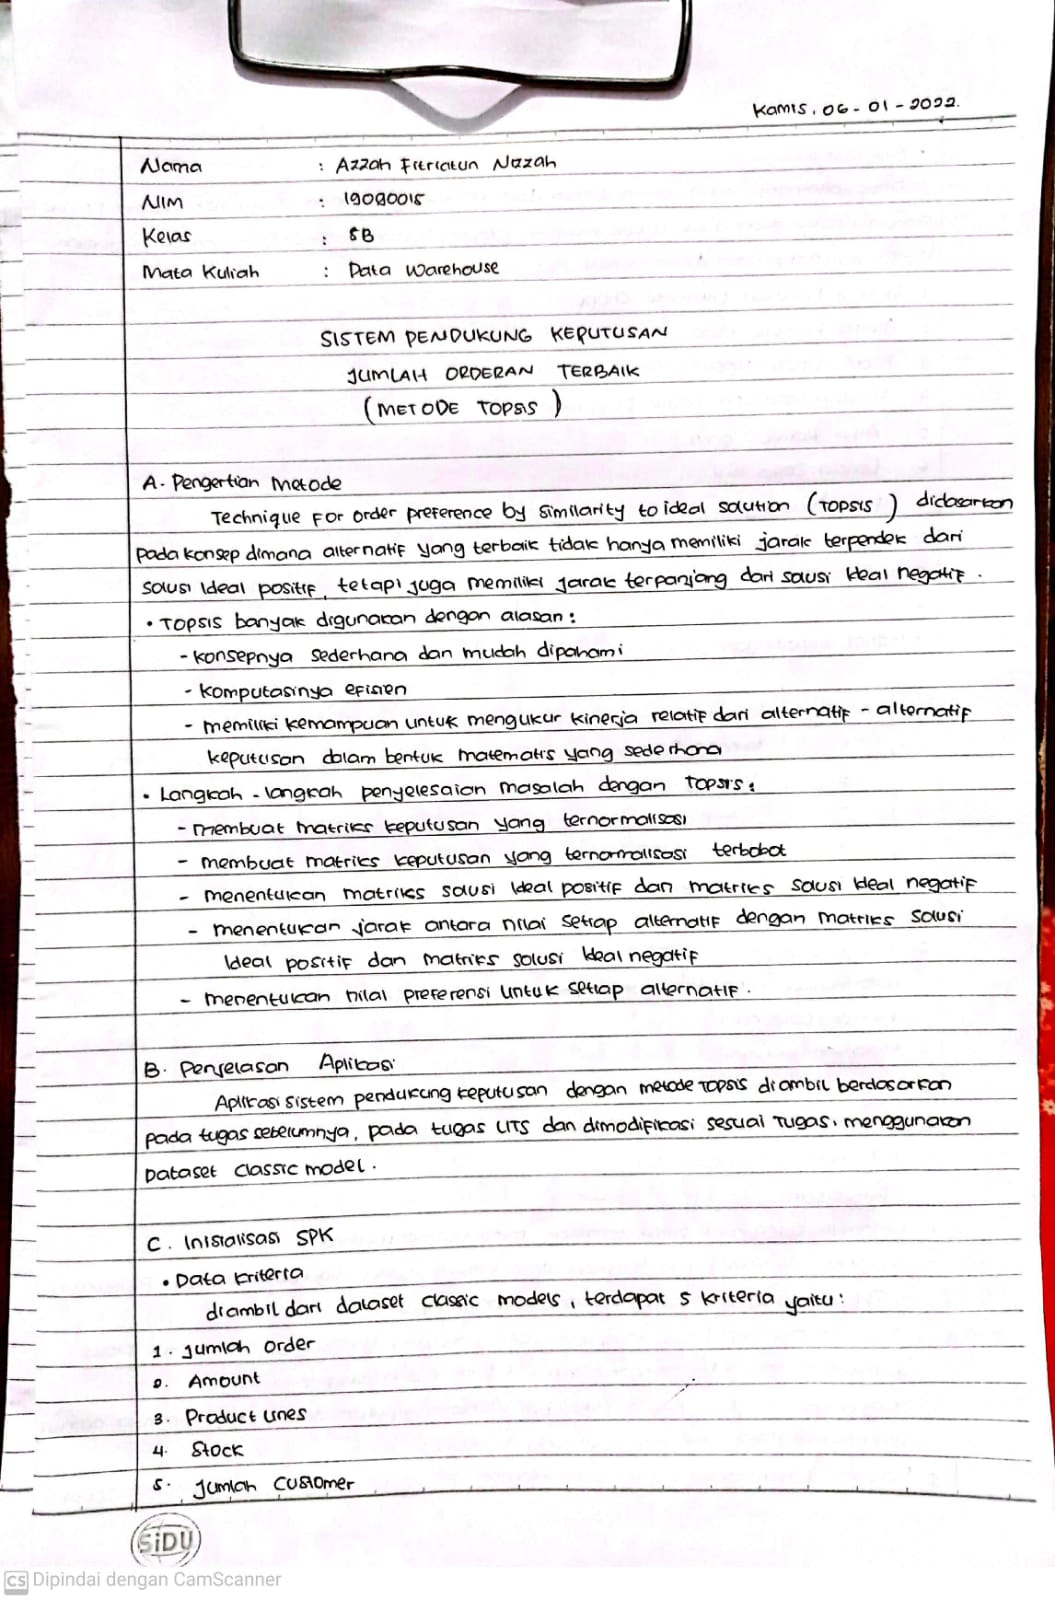 Kamis, 06-01-2022.
Nama : Azzah Fitriatun Nizzah
NIM : 19090015
Kelas : 5B
Mata Kuliah : Data Warehouse
SISTEM PENDUKUNG KEPUTUSAN
JUMLAH ORDERAN TERBAIK
(METODE TOPSIS)
A. Pengertian Metode
Technique For order preference by similarity to ideal solution (TOPSIS) didasarkan
pada konsep dimana alternatif yang terbaik tidak hanya memiliki jarak terpendek dari
solusi ideal positif, tetapi juga memiliki jarak terpanjang dari solusi ideal negatif.
• TOPSIS banyak digunakan dengan alasan:
- konsepnya sederhana dan mudah dipahami
- komputasinya efisien
- memiliki kemampuan untuk mengukur kinerja relatif dari alternatif - alternatif
keputusan dalam bentuk matematis yang sederhana
• Langkah - langkah penyelesaian masalah dengan TOPSIS:
- membuat matriks keputusan yang ternormalisasi
- membuat matriks keputusan yang ternormalisasi terbobot
- menentukan matriks solusi ideal positif dan matriks solusi ideal negatif
- menentukan jarak antara nilai setiap alternatif dengan matriks solusi
ideal positif dan matriks solusi ideal negatif
- menentukan nilai preferensi untuk setiap alternatif.
B. Penjelasan Aplikasi
Aplikasi sistem pendukung keputusan dengan metode TOPSIS diambil berdasarkan
pada tugas sebelumnya, pada tugas UTS dan dimodifikasi sesuai tugas, menggunakan
Dataset classic model.
C. Inisialisasi SPK
• Data kriteria
diambil dari dataset classic models, terdapat 5 kriteria yaitu:
1. Jumlah order
2. Amount
3. Product lines
4. Stock
5. Jumlah customer
SiDU
CS Dipindai dengan CamScanner